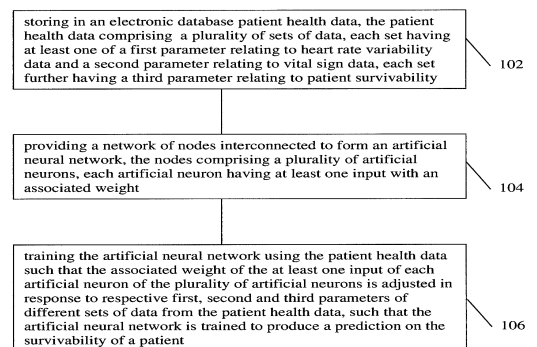 storing in an electronic database patient health data, the patient
health data comprising a plurality of sets of data, each set having
at least one of a first parameter relating to heart rate variability
data and a second parameter relating to vital sign data, each set
further having a third parameter relating to patient survivability
102
providing a network of nodes interconnected to form an artificial
neural network, the nodes comprising a plurality of artificial
neurons, each artificial neuron having at least one input with an
associated weight
104
training the artificial neural network using the patient health data
such that the associated weight of the at least one input of each
artificial neuron of the plurality of artificial neurons is adjusted in
response to respective first, second and third parameters of
different sets of data from the patient health data, such that the
artificial neural network is trained to produce a prediction on the
survivability of a patient
106